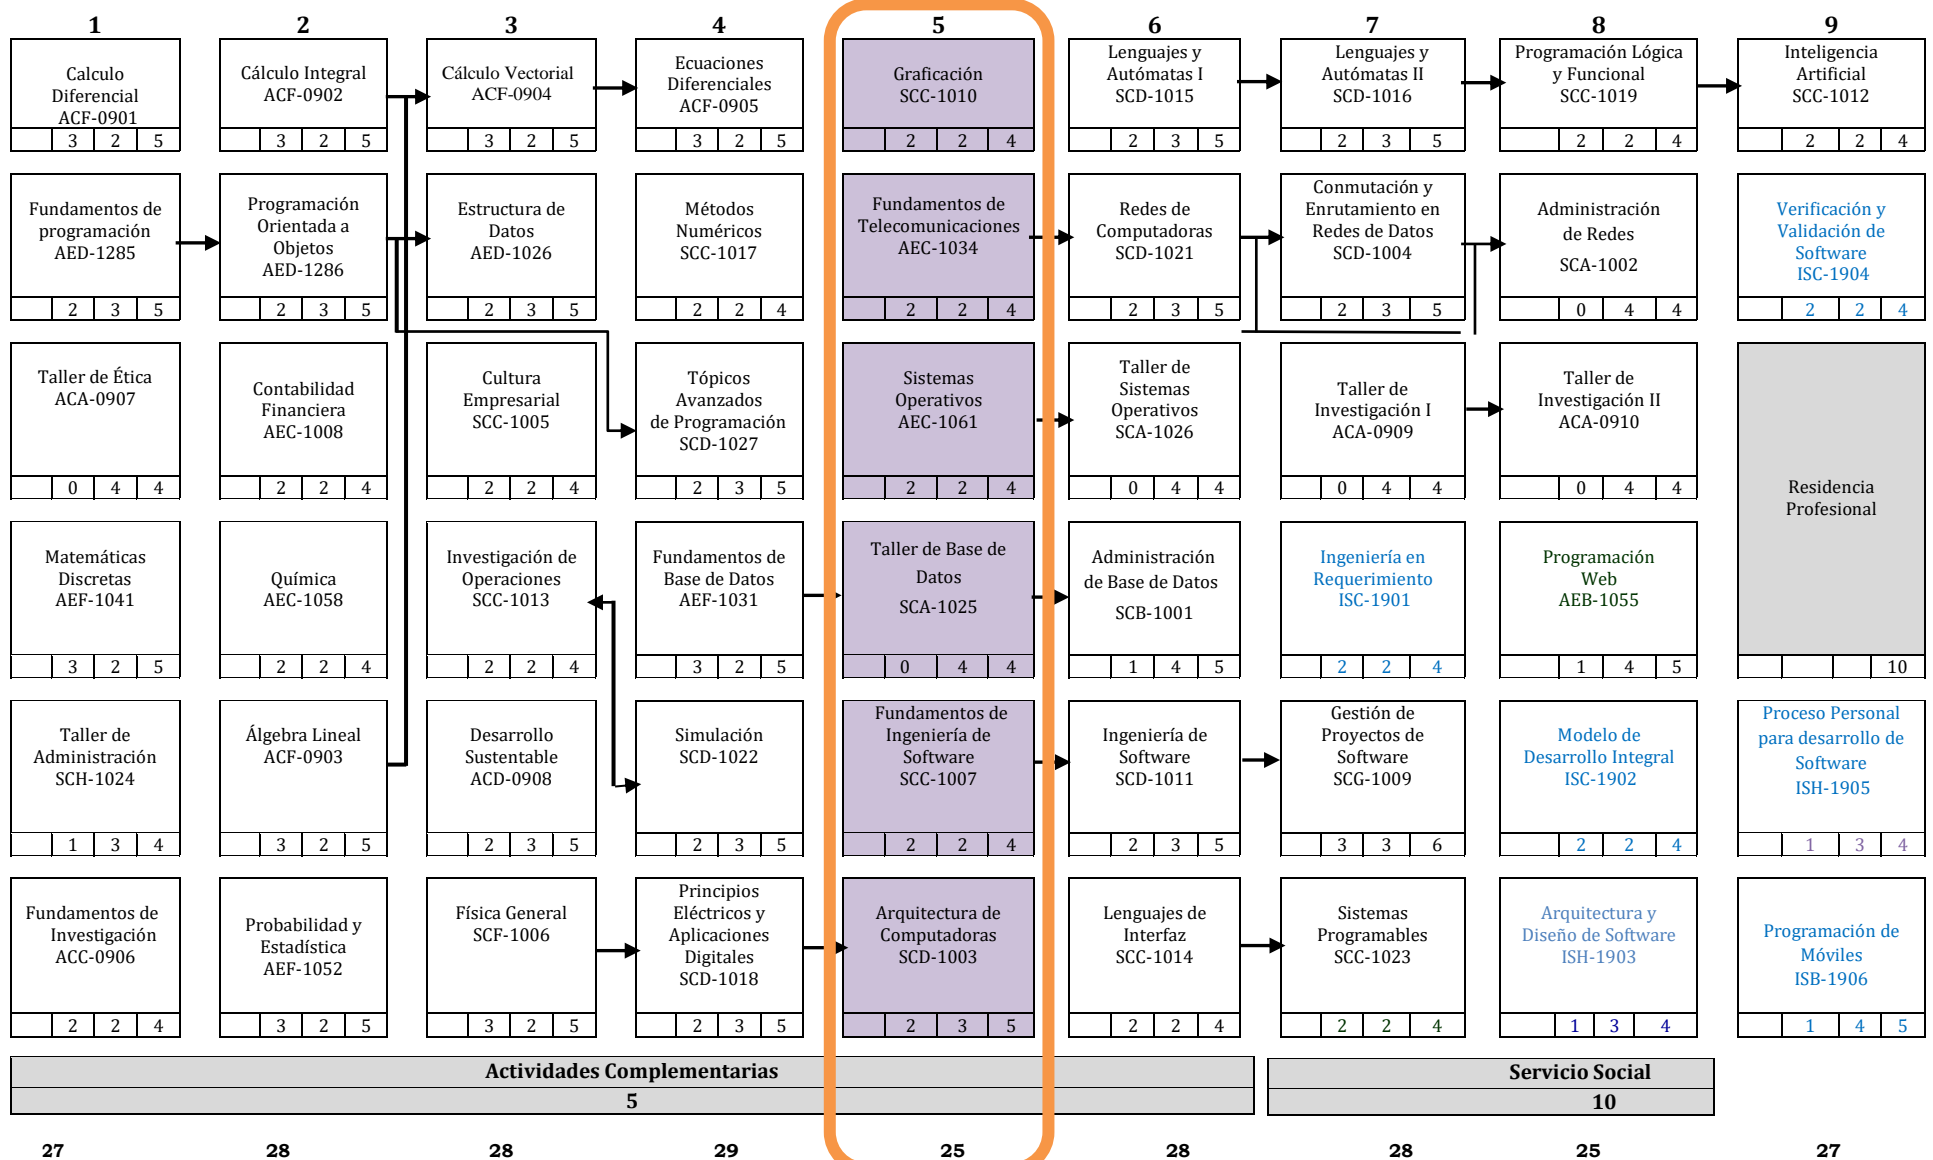 1 2 3 4 5 6 7 8 9
Calculo
Diferencial
ACF-0901
3 2 5
Cálculo Integral
ACF-0902
3 2 5
Cálculo Vectorial
ACF-0904
3 2 5
Ecuaciones
Diferenciales
ACF-0905
3 2 5
Graficación
SCC-1010
2 2 4
Lenguajes y
Autómatas I
SCD-1015
2 3 5
Lenguajes y
Autómatas II
SCD-1016
2 3 5
Programación Lógica
y Funcional
SCC-1019
2 2 4
Inteligencia
Artificial
SCC-1012
2 2 4
Fundamentos de
programación
AED-1285
2 3 5
Programación
Orientada a
Objetos
AED-1286
2 3 5
Estructura de
Datos
AED-1026
2 3 5
Métodos
Numéricos
SCC-1017
2 2 4
Fundamentos de
Telecomunicaciones
AEC-1034
2 2 4
Redes de
Computadoras
SCD-1021
2 3 5
Conmutación y
Enrutamiento en
Redes de Datos
SCD-1004
2 3 5
Administración
de Redes
SCA-1002
0 4 4
Verificación y
Validación de
Software
ISC-1904
2 2 4
Taller de Ética
ACA-0907
0 4 4
Contabilidad
Financiera
AEC-1008
2 2 4
Cultura
Empresarial
SCC-1005
2 2 4
Tópicos
Avanzados
de Programación
SCD-1027
2 3 5
Sistemas
Operativos
AEC-1061
2 2 4
Taller de
Sistemas
Operativos
SCA-1026
0 4 4
Taller de
Investigación I
ACA-0909
0 4 4
Taller de
Investigación II
ACA-0910
0 4 4
Residencia
Profesional
10
Matemáticas
Discretas
AEF-1041
3 2 5
Química
AEC-1058
2 2 4
Investigación de
Operaciones
SCC-1013
2 2 4
Fundamentos de
Base de Datos
AEF-1031
3 2 5
Taller de Base de
Datos
SCA-1025
0 4 4
Administración
de Base de Datos
SCB-1001
1 4 5
Ingeniería en
Requerimiento
ISC-1901
2 2 4
Programación
Web
AEB-1055
1 4 5
Taller de
Administración
SCH-1024
1 3 4
Álgebra Lineal
ACF-0903
3 2 5
Desarrollo
Sustentable
ACD-0908
2 3 5
Simulación
SCD-1022
2 3 5
Fundamentos de
Ingeniería de
Software
SCC-1007
2 2 4
Ingeniería de
Software
SCD-1011
2 3 5
Gestión de
Proyectos de
Software
SCG-1009
3 3 6
Modelo de
Desarrollo Integral
ISC-1902
2 2 4
Proceso Personal
para desarrollo de
Software
ISH-1905
1 3 4
Fundamentos de
Investigación
ACC-0906
2 2 4
Probabilidad y
Estadística
AEF-1052
3 2 5
Física General
SCF-1006
3 2 5
Principios
Eléctricos y
Aplicaciones
Digitales
SCD-1018
2 3 5
Arquitectura de
Computadoras
SCD-1003
2 3 5
Lenguajes de
Interfaz
SCC-1014
2 2 4
Sistemas
Programables
SCC-1023
2 2 4
Arquitectura y
Diseño de Software
ISH-1903
1 3 4
Programación de
Móviles
ISB-1906
1 4 5
Actividades Complementarias
5
Servicio Social
10
27 28 28 29 25 28 28 25 27